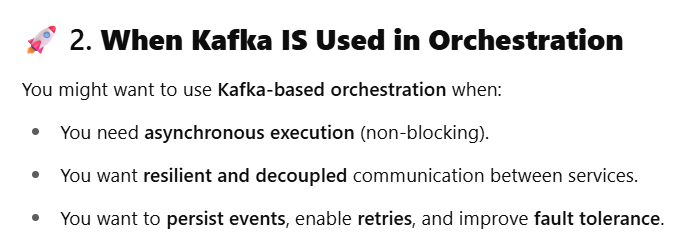 🚀 2. When Kafka IS Used in Orchestration
You might want to use Kafka-based orchestration when:
• You need asynchronous execution (non-blocking).
• You want resilient and decoupled communication between services.
• You want to persist events, enable retries, and improve fault tolerance.